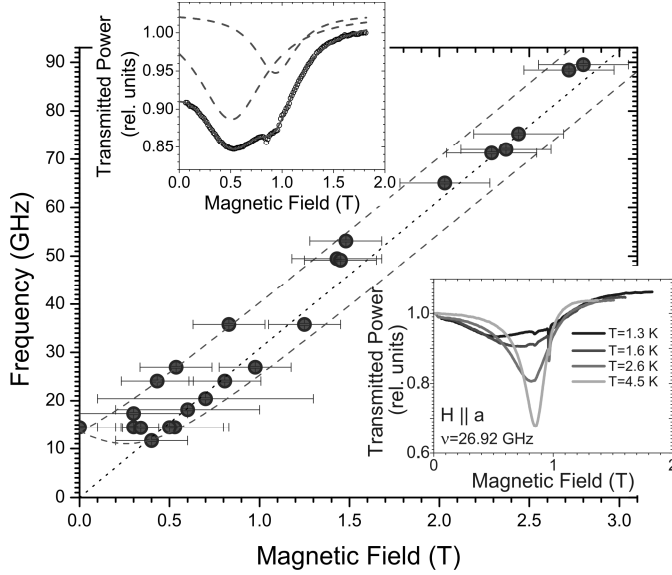 Transmitted Power
(rel. units)
1.00
0.95
0.90
0.85
0.0 0.5 1.0 1.5 2.0
Magnetic Field (T)
Frequency (GHz)
90
80
70
60
50
40
30
20
10
0
0.0 0.5 1.0 1.5 2.0 2.5 3.0
Magnetic Field (T)
Transmitted Power
(rel. units)
1.0
0.8
0.6
0 1 2
T=1.3 K
T=1.6 K
T=2.6 K
T=4.5 K
H || a
ν=26.92 GHz
Magnetic Field (T)